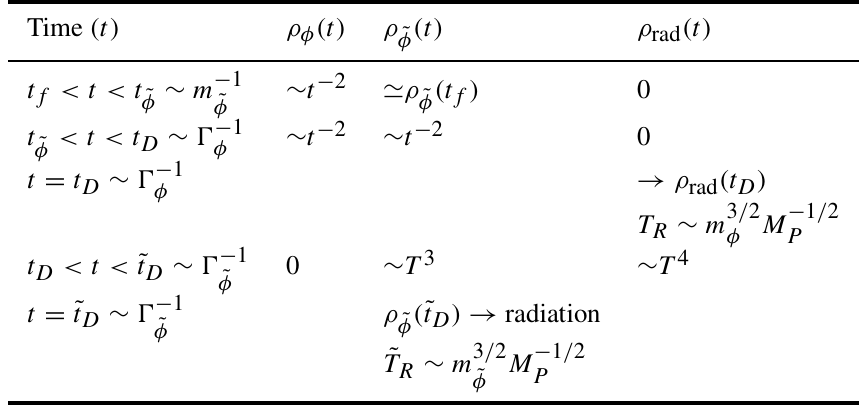 Time (t) ρ_ϕ(t) ρ_ϕ̃(t) ρ_rad(t)
t_f < t < t_ϕ̃ ∼ m_ϕ̃^−1 ∼t^−2 ≃ρ_ϕ̃(t_f) 0
t_ϕ̃ < t < t_D ∼ Γ_ϕ^−1 ∼t^−2 ∼t^−2 0
t = t_D ∼ Γ_ϕ^−1 → ρ_rad(t_D)
T_R ∼ m_ϕ^3/2 M_P^−1/2
t_D < t < t̃_D ∼ Γ_ϕ̃^−1 0 ∼T^3 ∼T^4
t = t̃_D ∼ Γ_ϕ̃^−1 ρ_ϕ̃(t̃_D) → radiation
T̃_R ∼ m_ϕ̃^3/2 M_P^−1/2